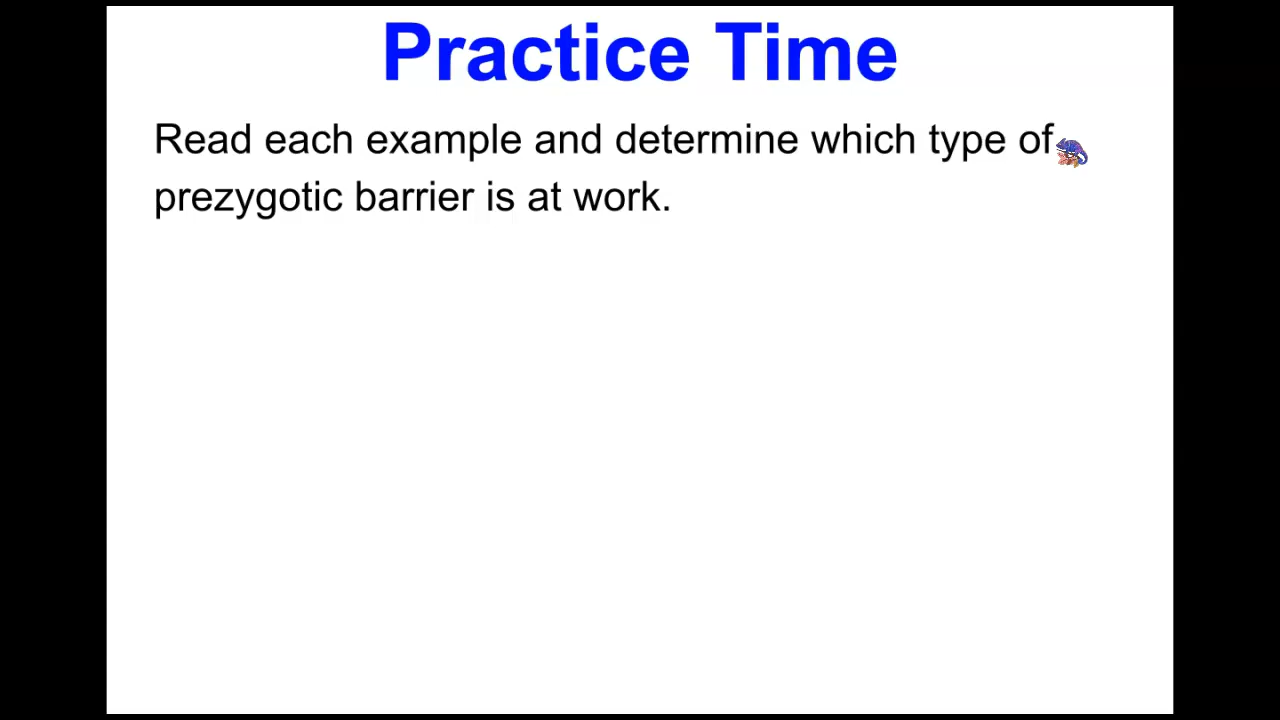 Practice Time
Read each example and determine which type of
prezygotic barrier is at work.